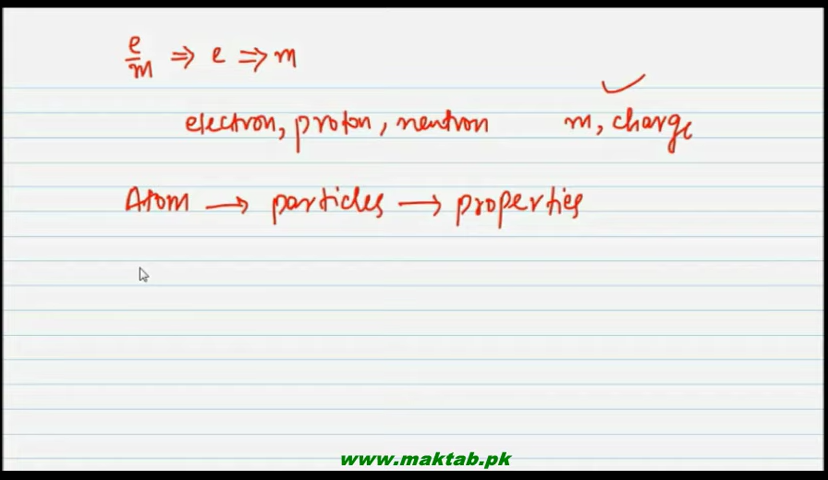 e/m ⇒ e ⇒ m
electron, proton, neutron m, charge
Atom → particles → properties
www.maktab.pk